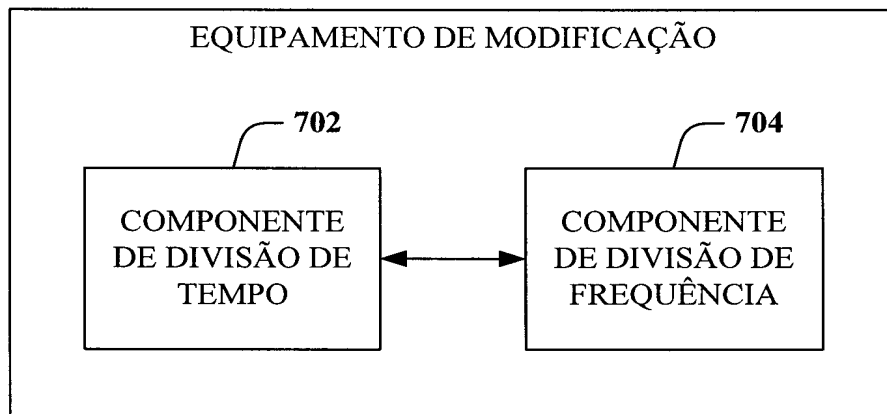 EQUIPAMENTO DE MODIFICAÇÃO
702
704
COMPONENTE
DE DIVISÃO DE
TEMPO
COMPONENTE
DE DIVISÃO DE
FREQUÊNCIA